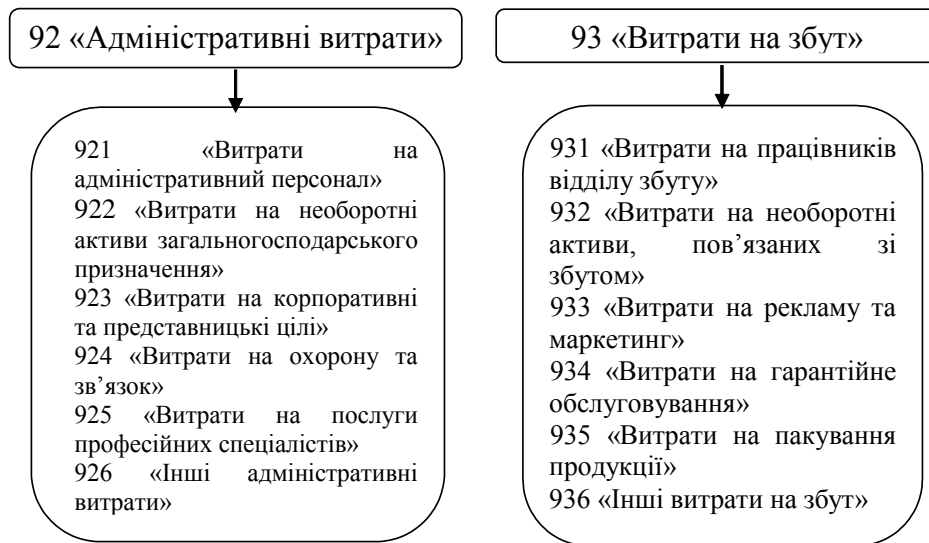 92 «Адміністративні витрати»
921 «Витрати на
адміністративний персонал»
922 «Витрати на необоротні
активи загальногосподарського
призначення»
923 «Витрати на корпоративні
та представницькі цілі»
924 «Витрати на охорону та
зв’язок»
925 «Витрати на послуги
професійних спеціалістів»
926 «Інші адміністративні
витрати»
93 «Витрати на збут»
931 «Витрати на працівників
відділу збуту»
932 «Витрати на необоротні
активи, пов’язаних зі
збутом»
933 «Витрати на рекламу та
маркетинг»
934 «Витрати на гарантійне
обслуговування»
935 «Витрати на пакування
продукції»
936 «Інші витрати на збут»